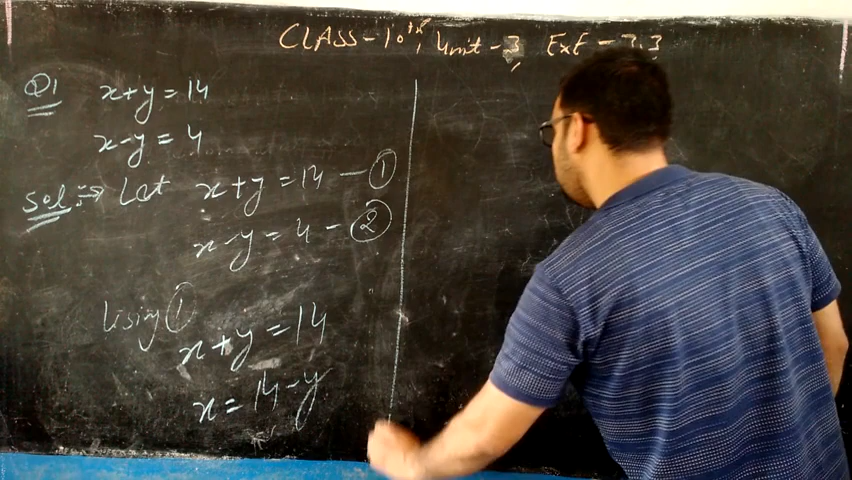 CLASS - 10th, Unit - 3 ExE - 3.3
Q1 x+y = 14
x-y = 4
Sol :=> Let x+y = 14 - 1
x-y = 4 - 2
Using 1
x+y = 14
x = 14-y